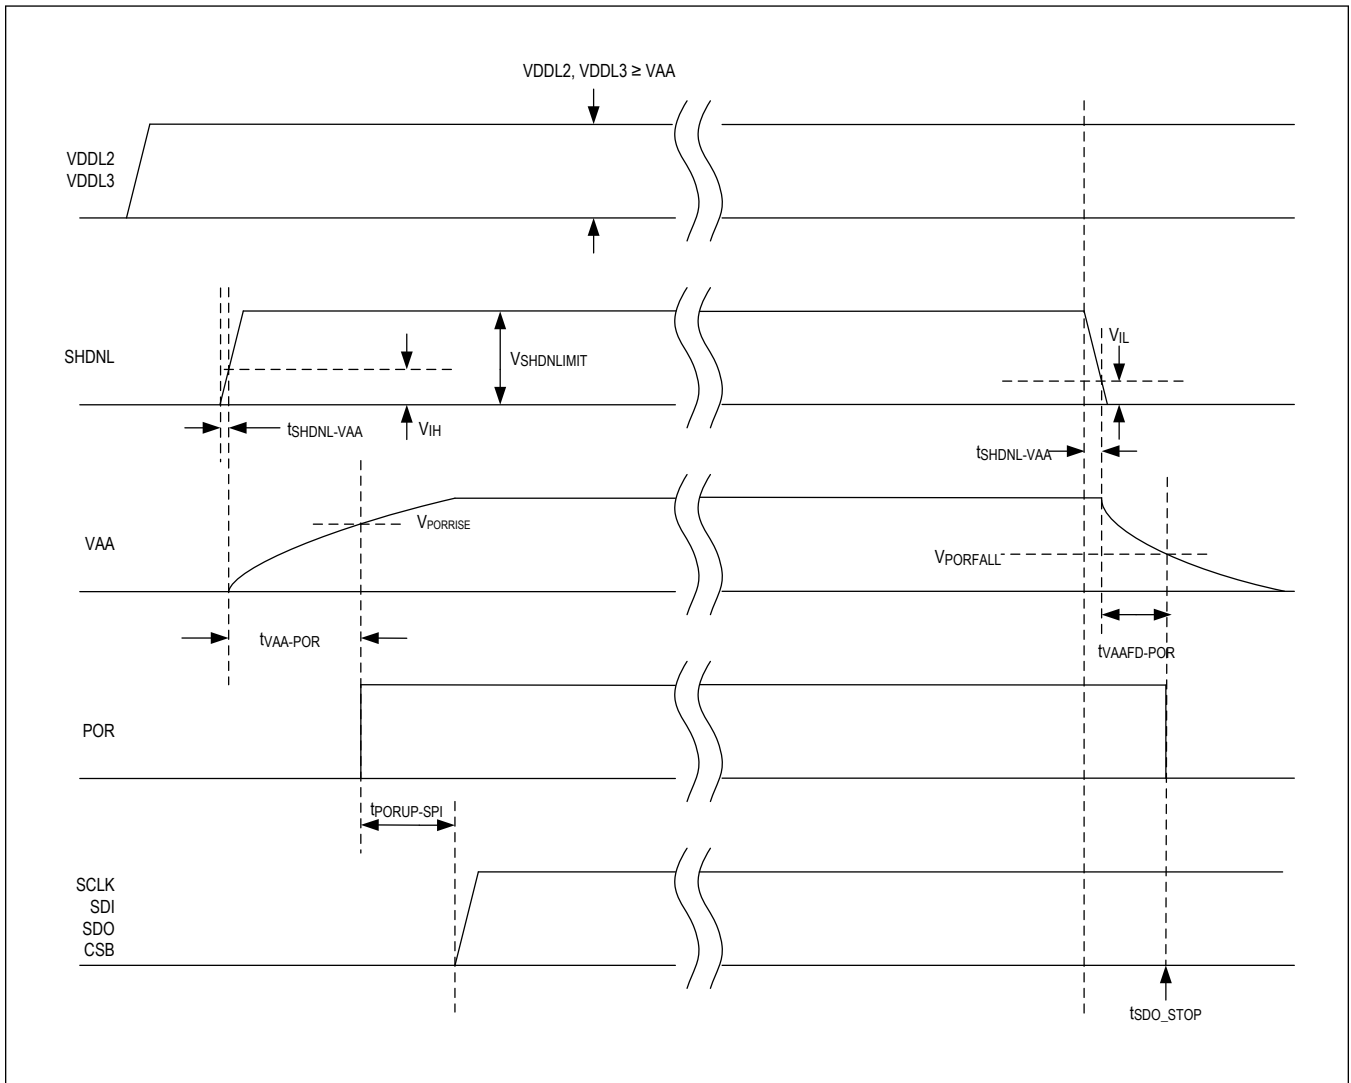 VDDL2, VDDL3 ≥ VAA
VDDL2
VDDL3
SHDNL
VSHDNLIMIT
VIL
tSHDNL-VAA
VIH
tSHDNL-VAA
VAA
VPORRISE
VPORFALL
tVAA-POR
tVAAFD-POR
POR
tPORUP-SPI
SCLK
SDI
SDO
CSB
tSDO_STOP